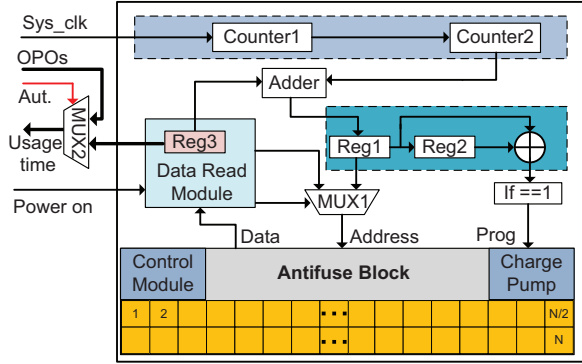 Sys_clk
Counter1
Counter2
OPOs
Aut.
MUX2
Usage
time
Adder
Reg3
Data Read
Module
Reg1
Reg2
Power on
MUX1
If ==1
Data
Address
Prog
Control
Module
Antifuse Block
Charge
Pump
1 2 ••• N/2
••• N